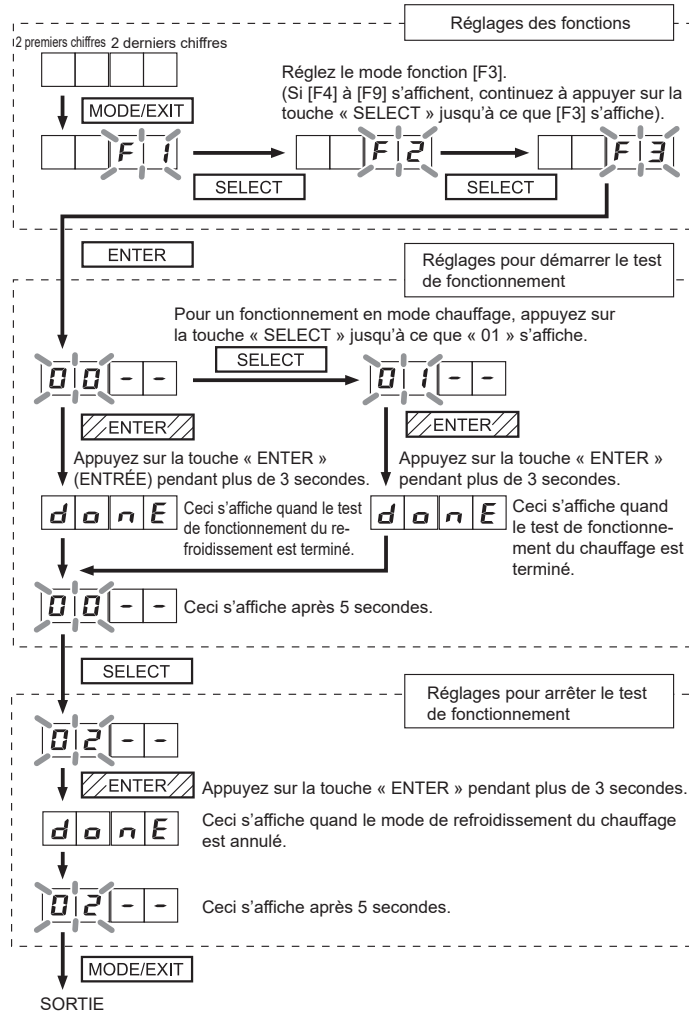 Réglages des fonctions
2 premiers chiffres 2 derniers chiffres
Réglez le mode fonction [F3].
(Si [F4] à [F9] s’affichent, continuez à appuyer sur la
touche « SELECT » jusqu’à ce que [F3] s’affiche).
MODE/EXIT
F 1
F 2
F 3
SELECT
SELECT
ENTER
Réglages pour démarrer le test
de fonctionnement
Pour un fonctionnement en mode chauffage, appuyez sur
la touche « SELECT » jusqu’à ce que « 01 » s’affiche.
SELECT
0 0 - -
0 1 - -
ENTER
ENTER
Appuyez sur la touche « ENTER »
(ENTRÉE) pendant plus de 3 secondes.
Appuyez sur la touche « ENTER »
pendant plus de 3 secondes.
d o n E
Ceci s’affiche quand le test
de fonctionnement du re-
froidissement est terminé.
d o n E
Ceci s’affiche quand
le test de fonctionne-
ment du chauffage est
terminé.
0 0 - -
Ceci s’affiche après 5 secondes.
SELECT
Réglages pour arrêter le test
de fonctionnement
0 2 - -
ENTER
Appuyez sur la touche « ENTER » pendant plus de 3 secondes.
d o n E
Ceci s’affiche quand le mode de refroidissement du chauffage
est annulé.
0 2 - -
Ceci s’affiche après 5 secondes.
MODE/EXIT
SORTIE